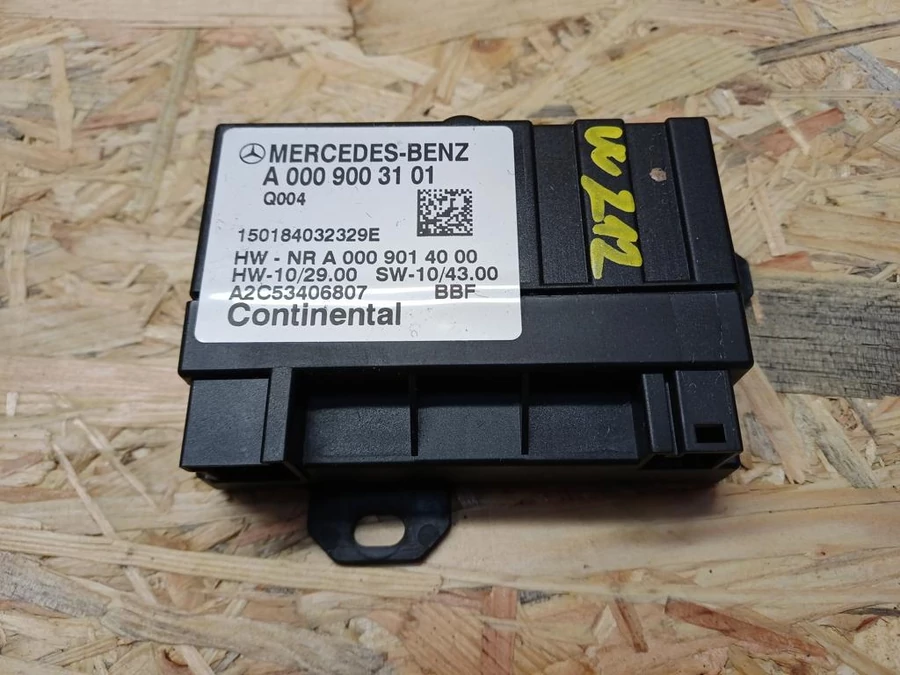 MERCEDES-BENZ
A 000 900 31 01
Q004
150184032329E
HW - NR A 000 901 40 00
HW-10/29.00 SW-10/43.00
A2C53406807 BBF
Continental
W212